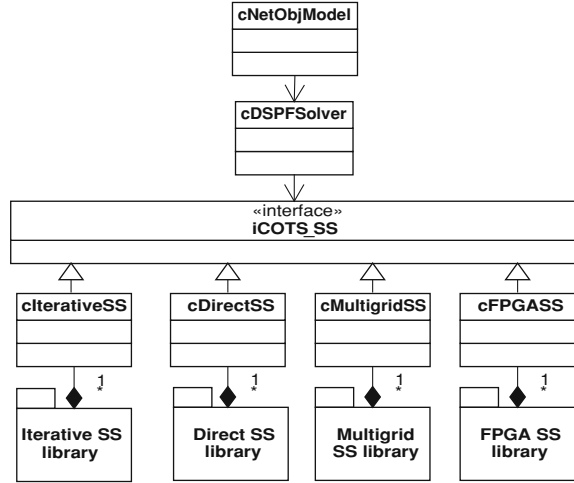 cNetObjModel
cDSPFSolver
«interface»
iCOTS_SS
cIterativeSS
cDirectSS
cMultigridSS
cFPGASS
1
*
1
*
1
*
1
*
Iterative SS
library
Direct SS
library
Multigrid
SS library
FPGA SS
library